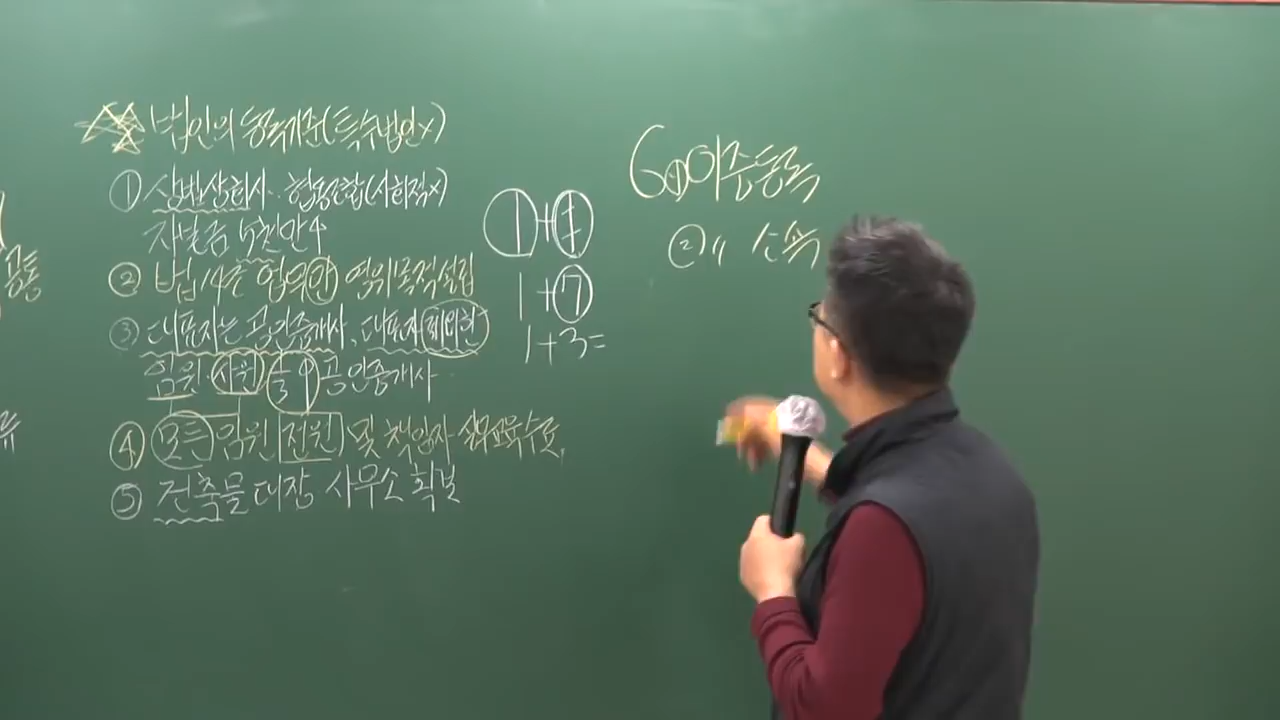 공동
법인의 등록기준(특수법인×)
① 상법상회사·협동조합(사회적×)
자본금 5천만↑
② 법 14조 업무만 영위목적설립
③ 대표자는 공인중개사, 대표자 제외한
임원·사원 ⅓↑ 공인중개사
④ 모든 임원 전원 및 책임자 실무교육수료.
⑤ 건축물대장 사무소 확보
1+1
1+7
1+3=
6. ① 이중등록
② 〃 소속